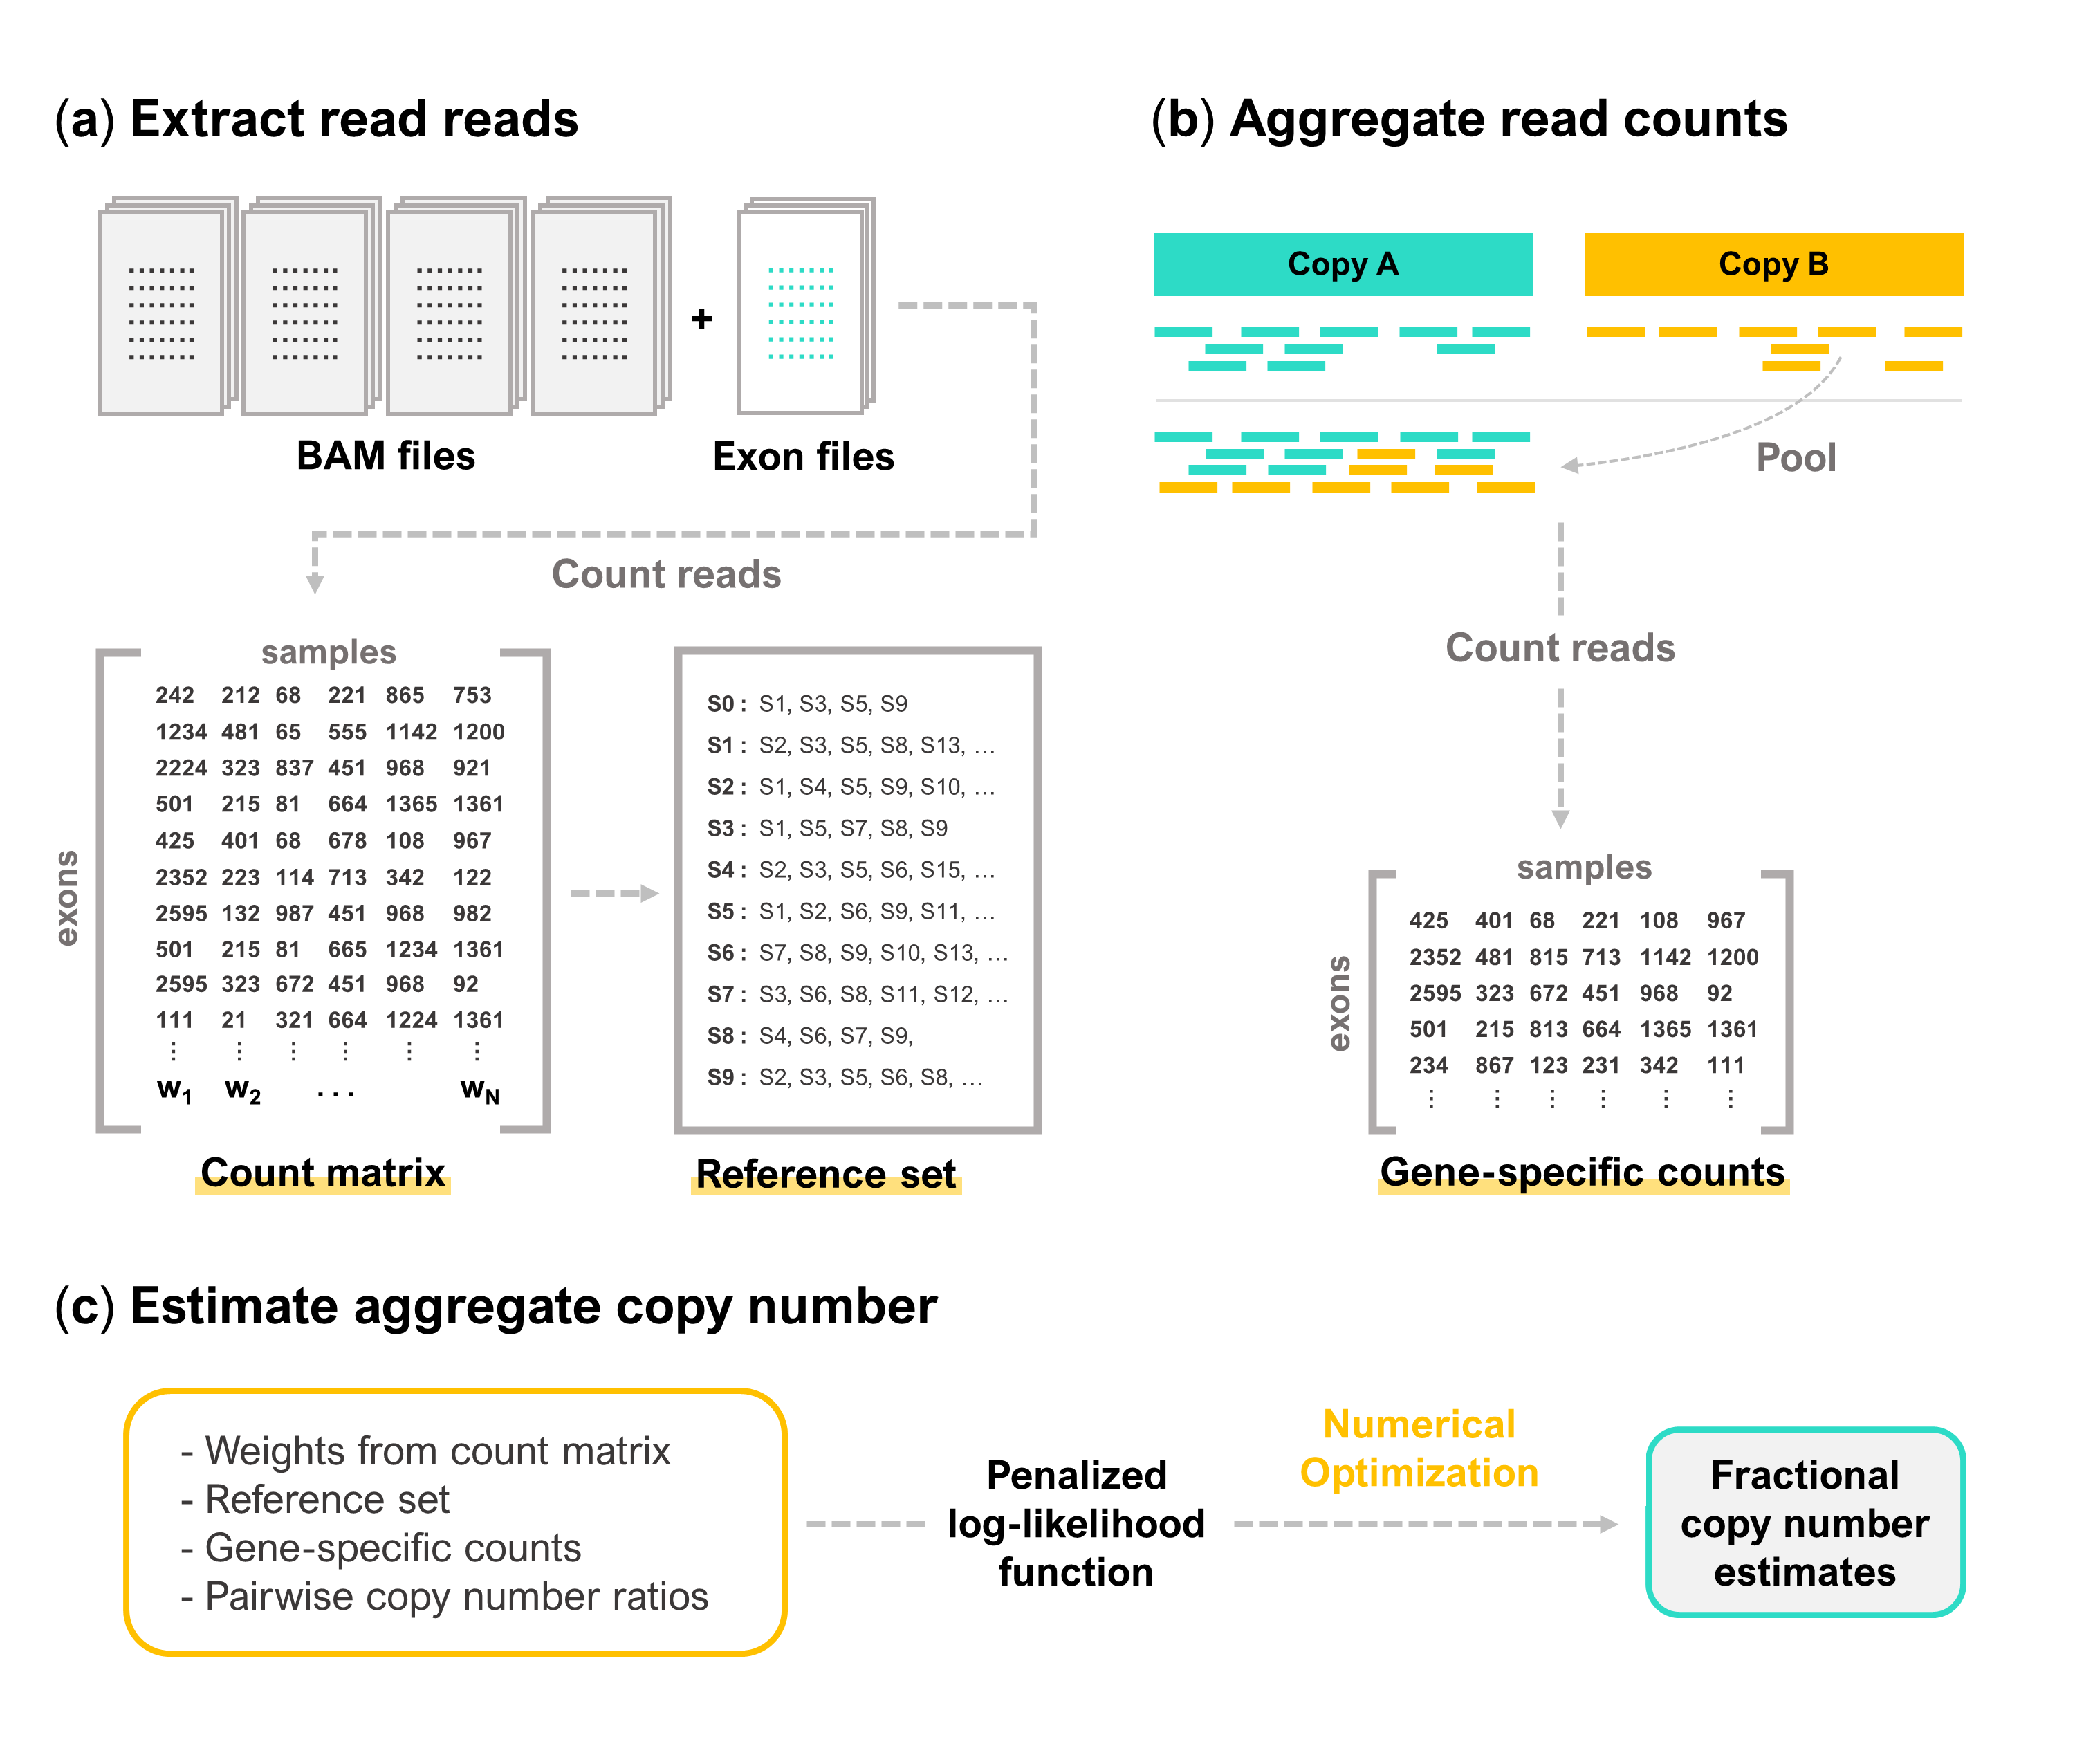 (a) Extract read reads
BAM files
+
Exon files
Count reads
samples
exons
242 212 68 221 865 753
1234 481 65 555 1142 1200
2224 323 837 451 968 921
501 215 81 664 1365 1361
425 401 68 678 108 967
2352 223 114 713 342 122
2595 132 987 451 968 982
501 215 81 665 1234 1361
2595 323 672 451 968 92
111 21 321 664 1224 1361
⋮ ⋮ ⋮ ⋮ ⋮ ⋮
w1 w2 ... wN
Count matrix
S0 : S1, S3, S5, S9
S1 : S2, S3, S5, S8, S13, ...
S2 : S1, S4, S5, S9, S10, ...
S3 : S1, S5, S7, S8, S9
S4 : S2, S3, S5, S6, S15, ...
S5 : S1, S2, S6, S9, S11, ...
S6 : S7, S8, S9, S10, S13, ...
S7 : S3, S6, S8, S11, S12, ...
S8 : S4, S6, S7, S9,
S9 : S2, S3, S5, S6, S8, ...
Reference set
(b) Aggregate read counts
Copy A
Copy B
Pool
Count reads
samples
exons
425 401 68 221 108 967
2352 481 815 713 1142 1200
2595 323 672 451 968 92
501 215 813 664 1365 1361
234 867 123 231 342 111
⋮ ⋮ ⋮ ⋮ ⋮ ⋮
Gene-specific counts
(c) Estimate aggregate copy number
- Weights from count matrix
- Reference set
- Gene-specific counts
- Pairwise copy number ratios
Penalized
log-likelihood
function
Numerical
Optimization
Fractional
copy number
estimates